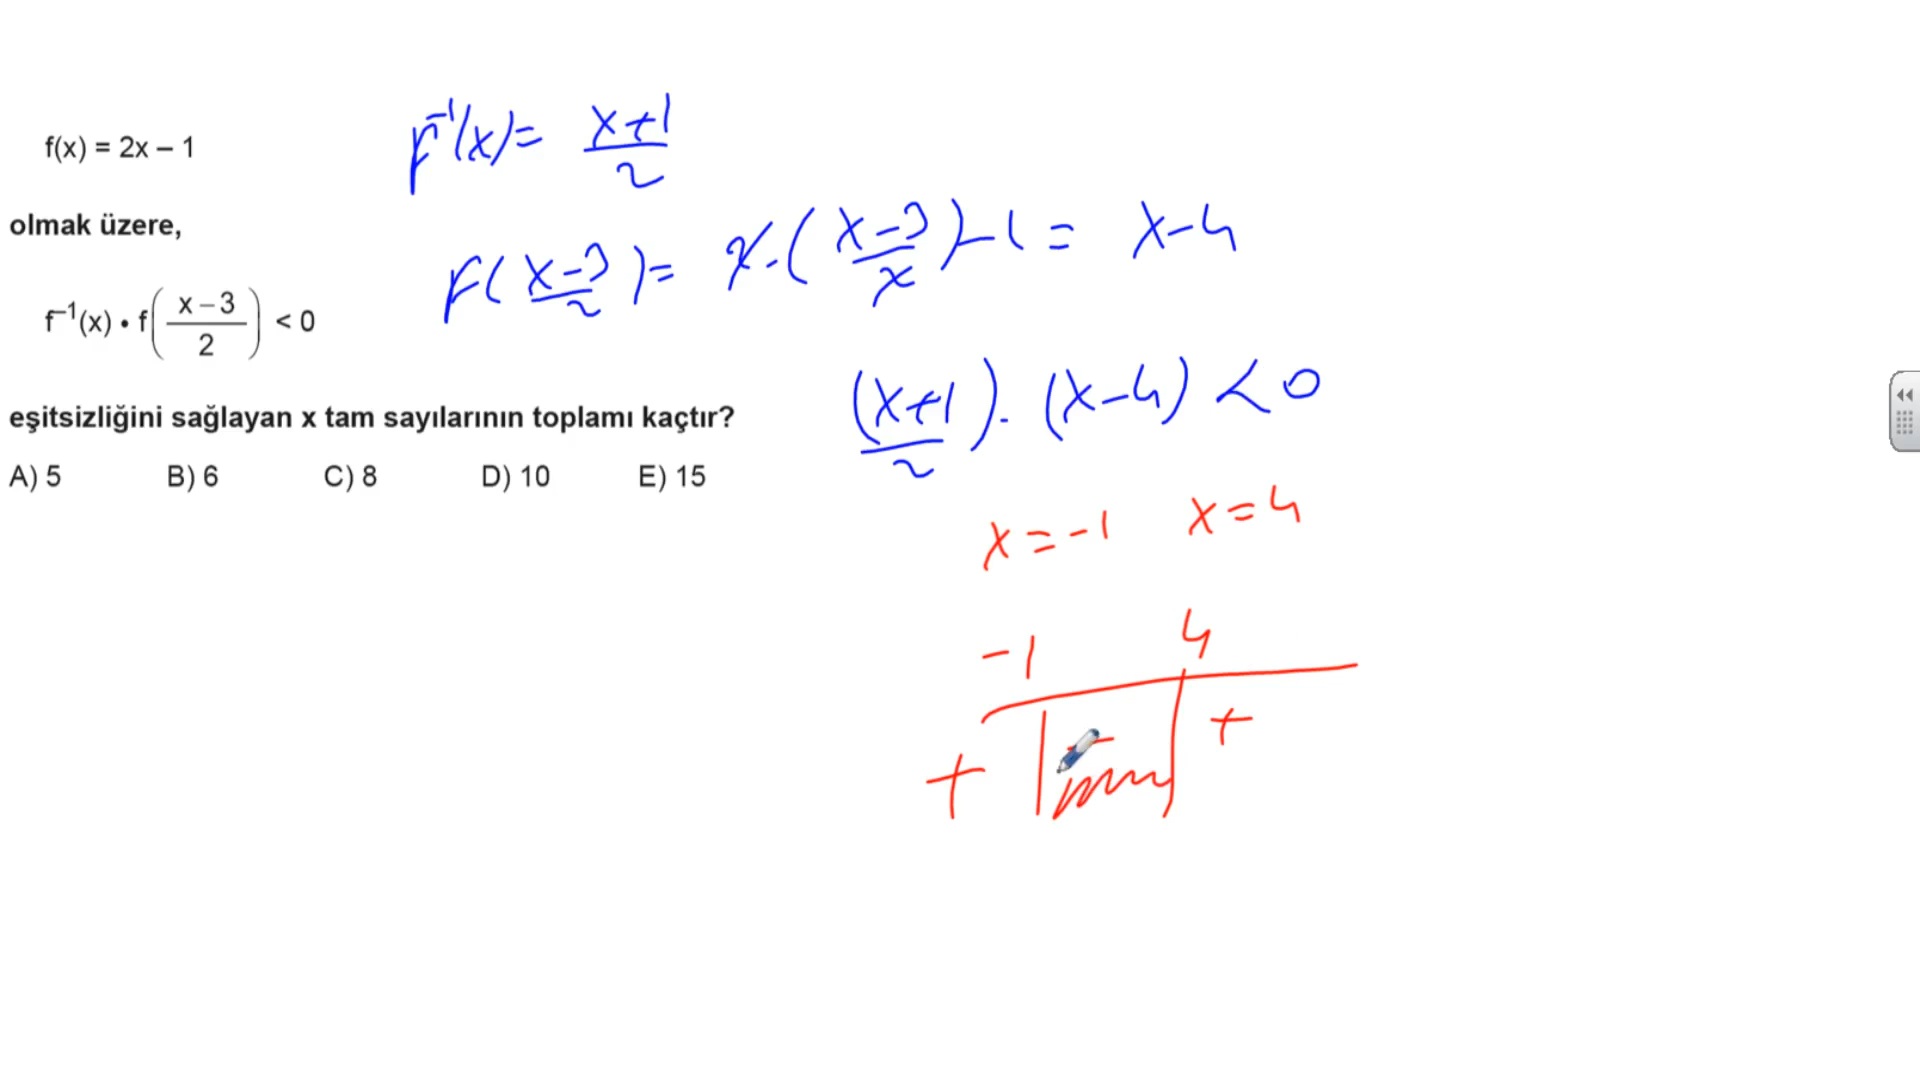 f(x) = 2x – 1
olmak üzere,
f⁻¹(x) • f((x – 3)/2) < 0
eşitsizliğini sağlayan x tam sayılarının toplamı kaçtır?
A) 5 B) 6 C) 8 D) 10 E) 15
F⁻¹(x) = (x+1)/2
F((x-3)/2) = 2·((x-3)/2) - 1 = x-4
((x+1)/2)·(x-4) < 0
x = -1 x = 4
-1 4
+ - +